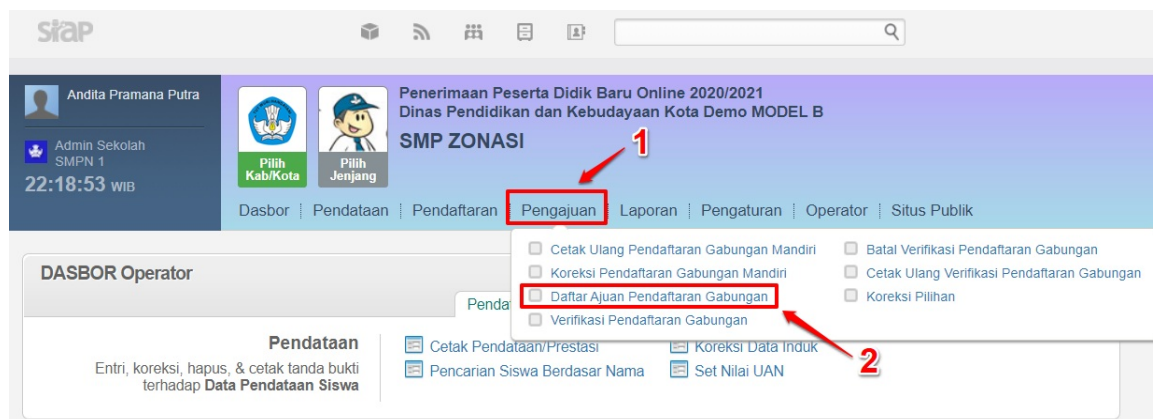 siap
Andita Pramana Putra
Admin Sekolah
SMPN 1
22:18:53 WIB
Pilih
Kab/Kota
Pilih
Jenjang
Penerimaan Peserta Didik Baru Online 2020/2021
Dinas Pendidikan dan Kebudayaan Kota Demo MODEL B
SMP ZONASI
1
Dasbor Pendataan Pendaftaran Pengajuan Laporan Pengaturan Operator Situs Publik
Cetak Ulang Pendaftaran Gabungan Mandiri
Koreksi Pendaftaran Gabungan Mandiri
Daftar Ajuan Pendaftaran Gabungan
Verifikasi Pendaftaran Gabungan
Batal Verifikasi Pendaftaran Gabungan
Cetak Ulang Verifikasi Pendaftaran Gabungan
Koreksi Pilihan
2
DASBOR Operator
Pendataan
Entri, koreksi, hapus, & cetak tanda bukti
terhadap Data Pendataan Siswa
Cetak Pendataan/Prestasi
Pencarian Siswa Berdasar Nama
Koreksi Data Induk
Set Nilai UAN